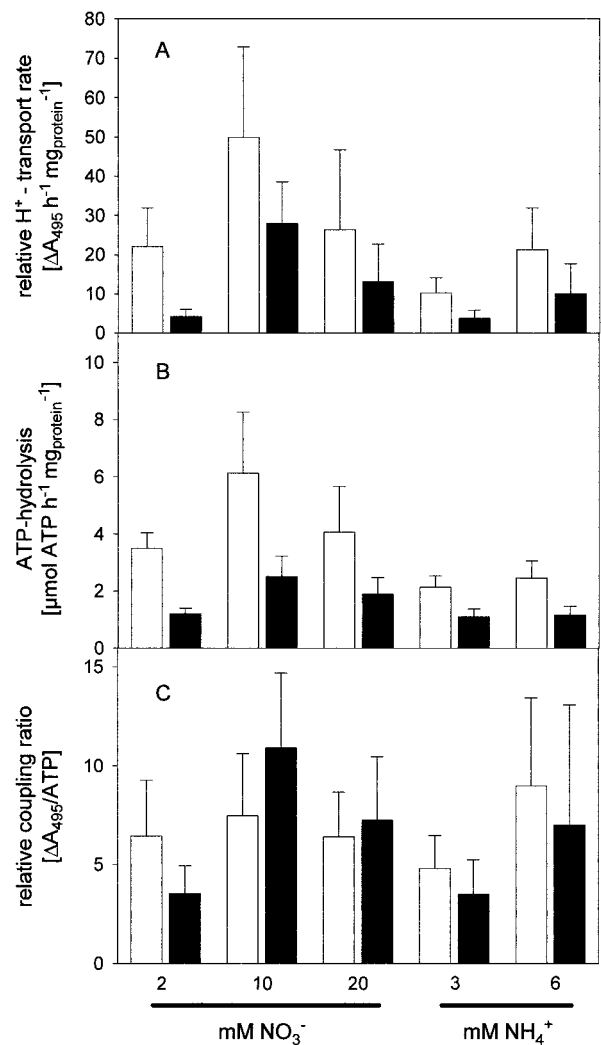 A
relative H⁺ - transport rate
[ΔA₄₉₅ h⁻¹ mg_protein⁻¹]
80
70
60
50
40
30
20
10
0
B
ATP-hydrolysis
[µmol ATP h⁻¹ mg_protein⁻¹]
10
8
6
4
2
0
C
relative coupling ratio
[ΔA₄₉₅/ATP]
15
10
5
0
2 10 20 3 6
mM NO₃⁻ mM NH₄⁺